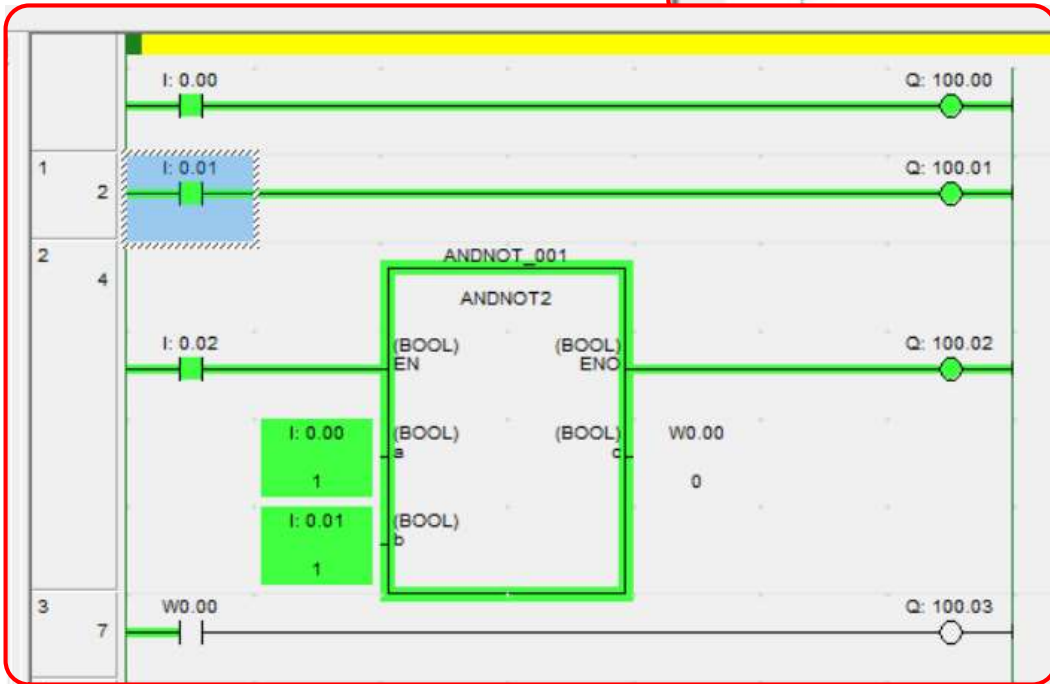 I: 0.00 Q: 100.00
1 I: 0.01 Q: 100.01
2
2 ANDNOT_001
4 ANDNOT2
I: 0.02 (BOOL) (BOOL) Q: 100.02
EN ENO
I: 0.00 (BOOL) (BOOL) W0.00
a c
1 0
I: 0.01 (BOOL)
b
1
3 W0.00 Q: 100.03
7